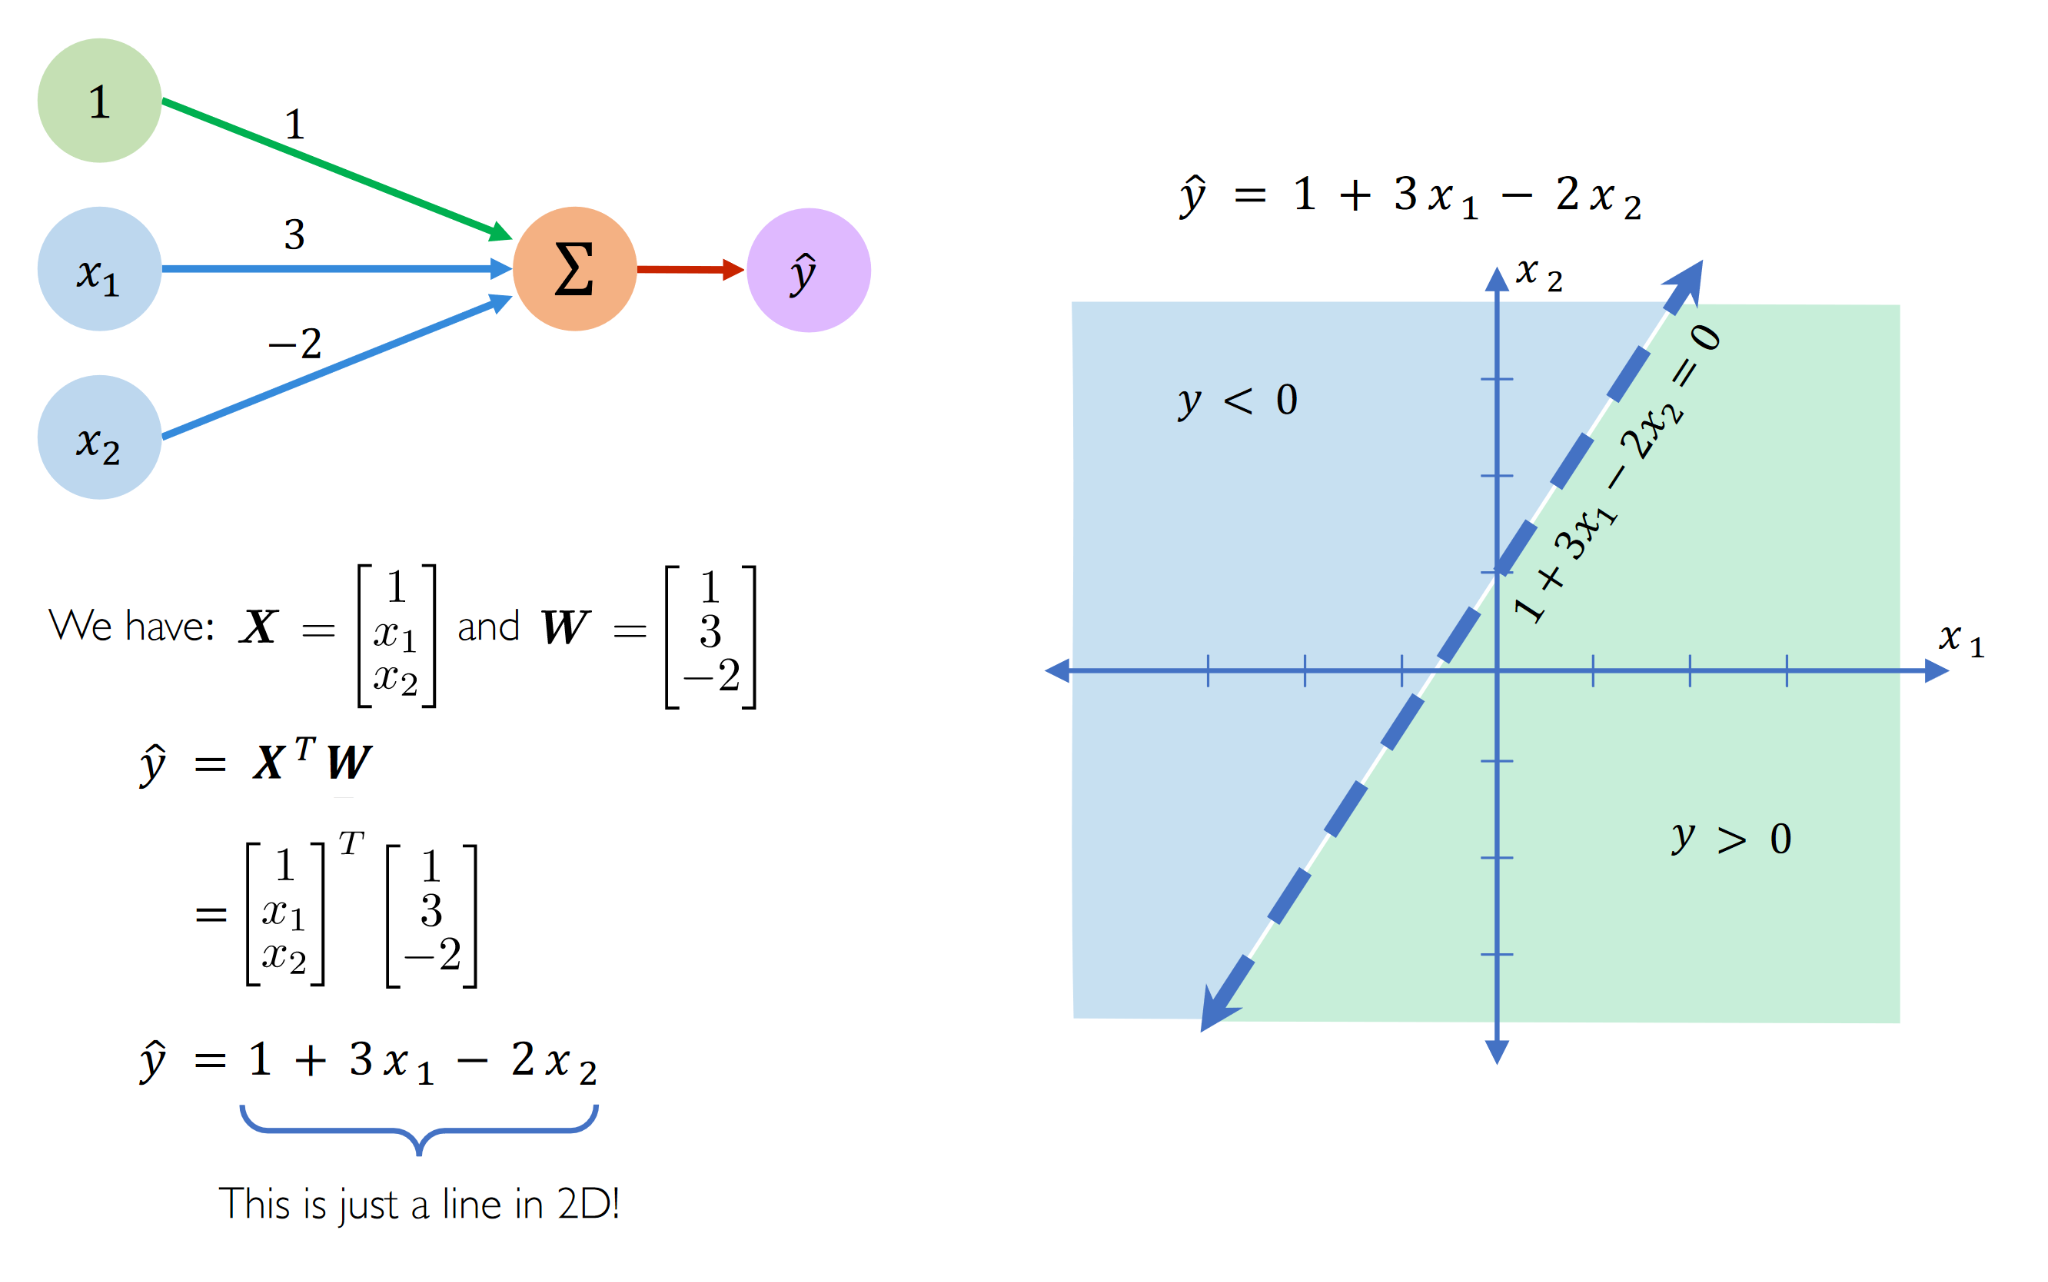 1
x₁
x₂
1
3
−2
Σ
ŷ
We have: X = [1 x₁ x₂] and W = [1 3 −2]
ŷ = Xᵀ W
= [1 x₁ x₂]ᵀ [1 3 −2]
ŷ = 1 + 3x₁ − 2x₂
This is just a line in 2D!
ŷ = 1 + 3x₁ − 2x₂
x₂
y < 0
1 + 3x₁ − 2x₂ = 0
x₁
y > 0